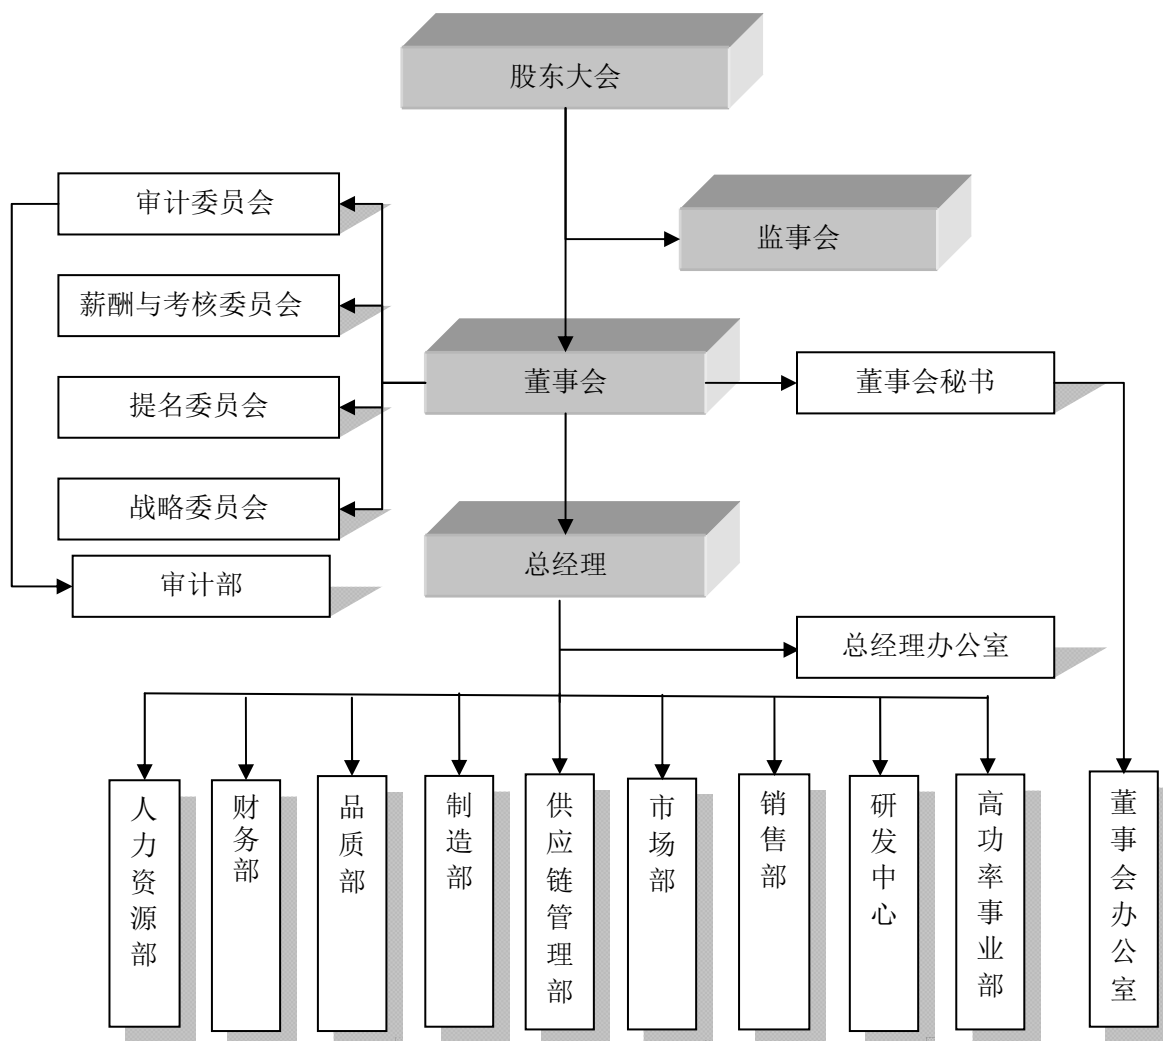 股东大会
审计委员会
监事会
薪酬与考核委员会
董事会
董事会秘书
提名委员会
战略委员会
总经理
审计部
总经理办公室
人力资源部
财务部
品质部
制造部
供应链管理部
市场部
销售部
研发中心
高功率事业部
董事会办公室